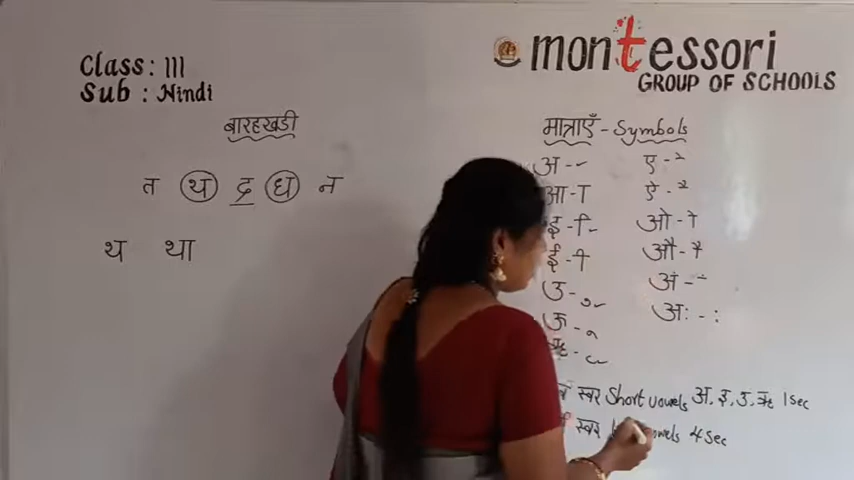 montessori
GROUP OF SCHOOLS
Class: III
Sub : Hindi
बारहखडी
त थ द ध न
थ था
मात्राएँ - Symbols
अ -
आ - ा
इ - ि
ई - ी
उ - ु
ऊ - ू
ऋ - ृ
ए - े
ऐ - ै
ओ - ो
औ - ौ
अं - ं
अः - :
स्वर Short vowels अ, इ, उ, ऋ 1sec
स्वर vowels 4sec